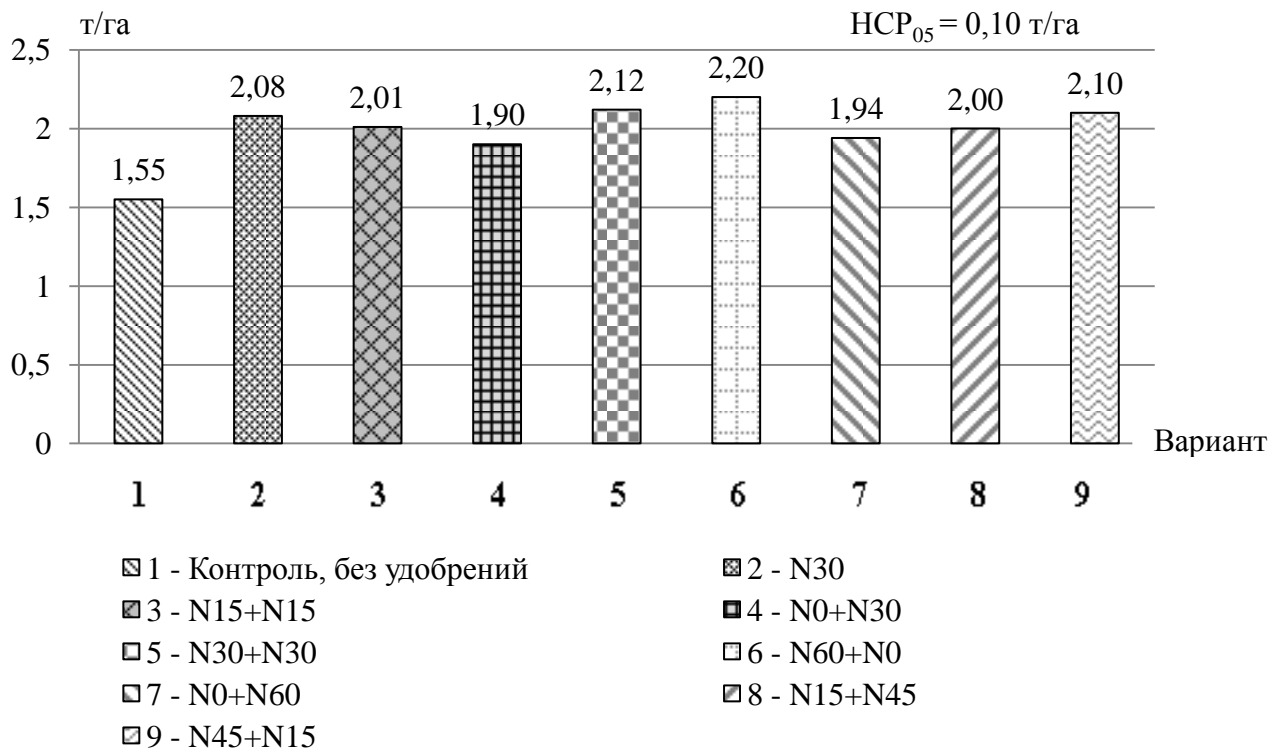 т/га
НСР05 = 0,10 т/га
2,5
2
1,5
1
0,5
0
1,55
2,08
2,01
1,90
2,12
2,20
1,94
2,00
2,10
Вариант
1 2 3 4 5 6 7 8 9
1 - Контроль, без удобрений
2 - N30
3 - N15+N15
4 - N0+N30
5 - N30+N30
6 - N60+N0
7 - N0+N60
8 - N15+N45
9 - N45+N15